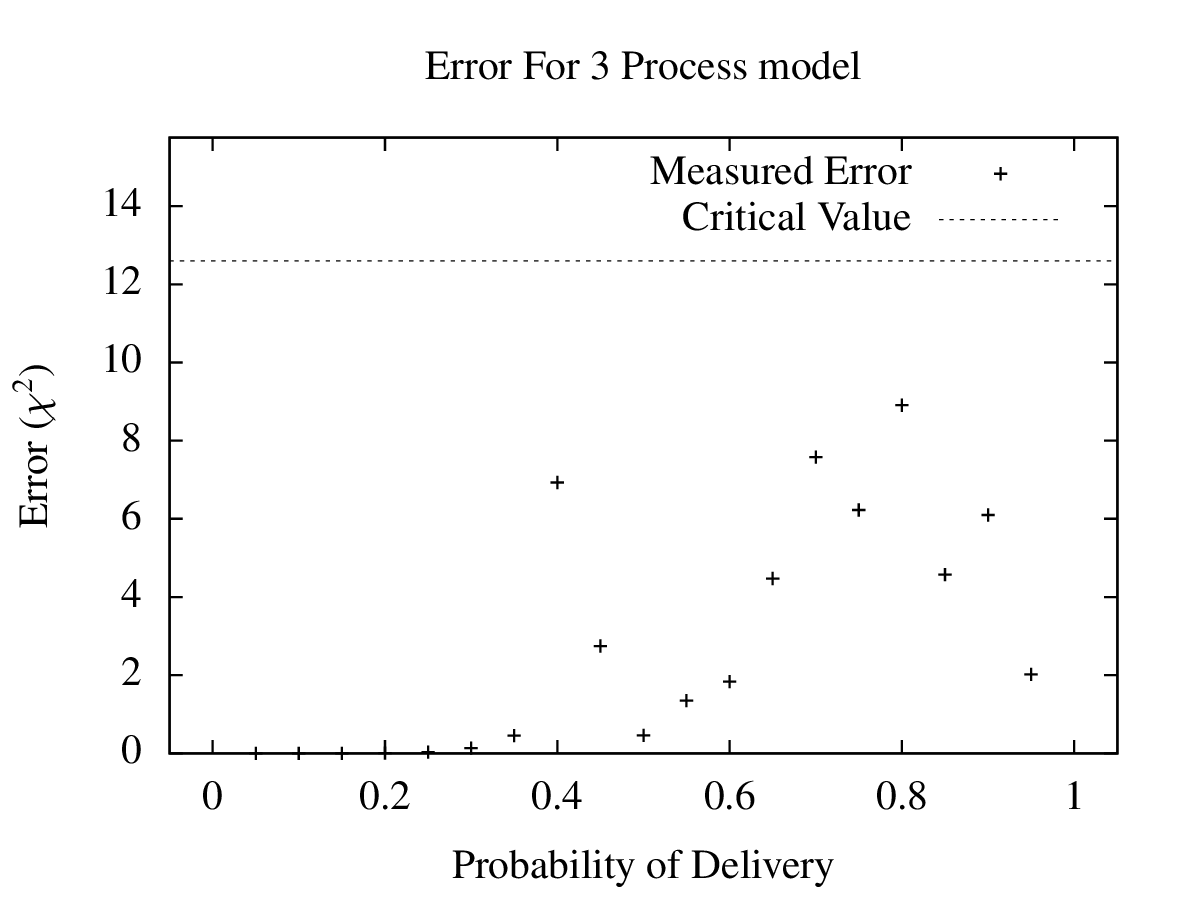 Error For 3 Process model
Measured Error
Critical Value
14
12
10
8
6
4
2
0
Error (χ²)
0 0.2 0.4 0.6 0.8 1
Probability of Delivery